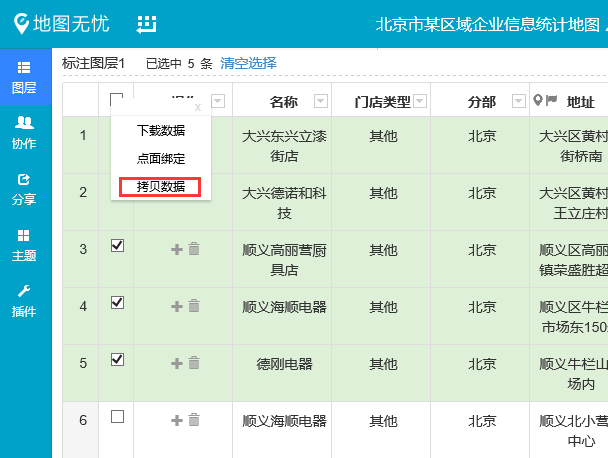 地图无忧
北京市某区域企业信息统计地图
图层
协作
分享
主题
插件
标注图层1 已选中 5 条 清空选择
名称 门店类型 分部 地址
x
下载数据
点面绑定
拷贝数据
1 大兴东兴立漆 其他 北京 大兴区黄村
街店 街桥南
2 大兴德诺和科 其他 北京 大兴区黄村
技 王立庄村
3 顺义高丽营厨 其他 北京 顺义区高丽
具店 镇荣盛胜超
4 顺义海顺电器 其他 北京 顺义区牛栏
市场东150
5 德刚电器 其他 北京 顺义牛栏山
场内
6 顺义海顺电器 其他 北京 顺义北小营
中心